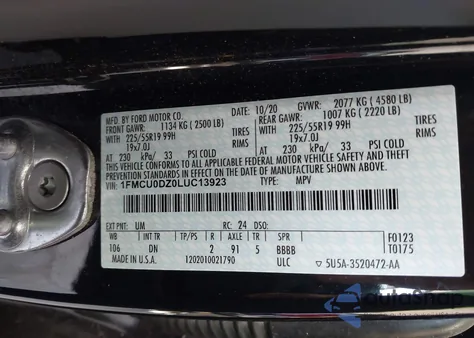 MFD. BY FORD MOTOR CO. 10/20 GVWR: 2077 KG ( 4580 LB)
FRONT GAWR: 1134 KG ( 2500 LB) REAR GAWR: 1007 KG ( 2220 LB)
WITH 225/55R19 99H TIRES WITH 225/55R19 99H TIRES
19x7.0J RIMS 19x7.0J RIMS
AT 230 kPa/ 33 PSI COLD AT 230 kPa/ 33 PSI COLD
THIS VEHICLE CONFORMS TO ALL APPLICABLE FEDERAL MOTOR VEHICLE SAFETY AND THEFT PREVENTION STANDARDS IN EFFECT ON THE DATE OF MANUFACTURE SHOWN ABOVE.
VIN: 1FMCU0DZ0LUC13923 TYPE: MPV
EXT PNT: UM RC: 24 DSO:
WB INT TR TP/PS R AXLE TR SPR F0123
106 DN 2 91 5 BBBB T0175
1202010021790 ULC 5U5A-3520472-AA
autosnap